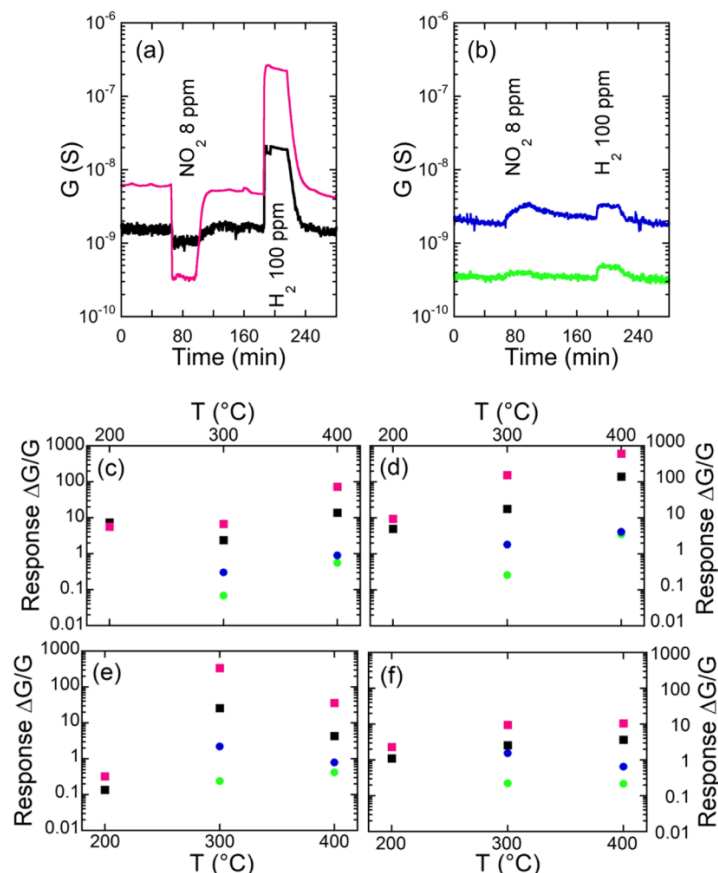 (a)
G (S)
10⁻⁶
10⁻⁷
10⁻⁸
10⁻⁹
10⁻¹⁰
NO₂ 8 ppm
H₂ 100 ppm
0 80 160 240
Time (min)
(b)
G (S)
10⁻⁶
10⁻⁷
10⁻⁸
10⁻⁹
10⁻¹⁰
NO₂ 8 ppm
H₂ 100 ppm
0 80 160 240
Time (min)
T (°C)
200 300 400
(c)
Response ΔG/G
1000
100
10
1
0.1
0.01
T (°C)
200 300 400
(d)
1000
100
10
1
0.1
0.01
Response ΔG/G
(e)
Response ΔG/G
1000
100
10
1
0.1
0.01
200 300 400
T (°C)
(f)
1000
100
10
1
0.1
0.01
Response ΔG/G
200 300 400
T (°C)